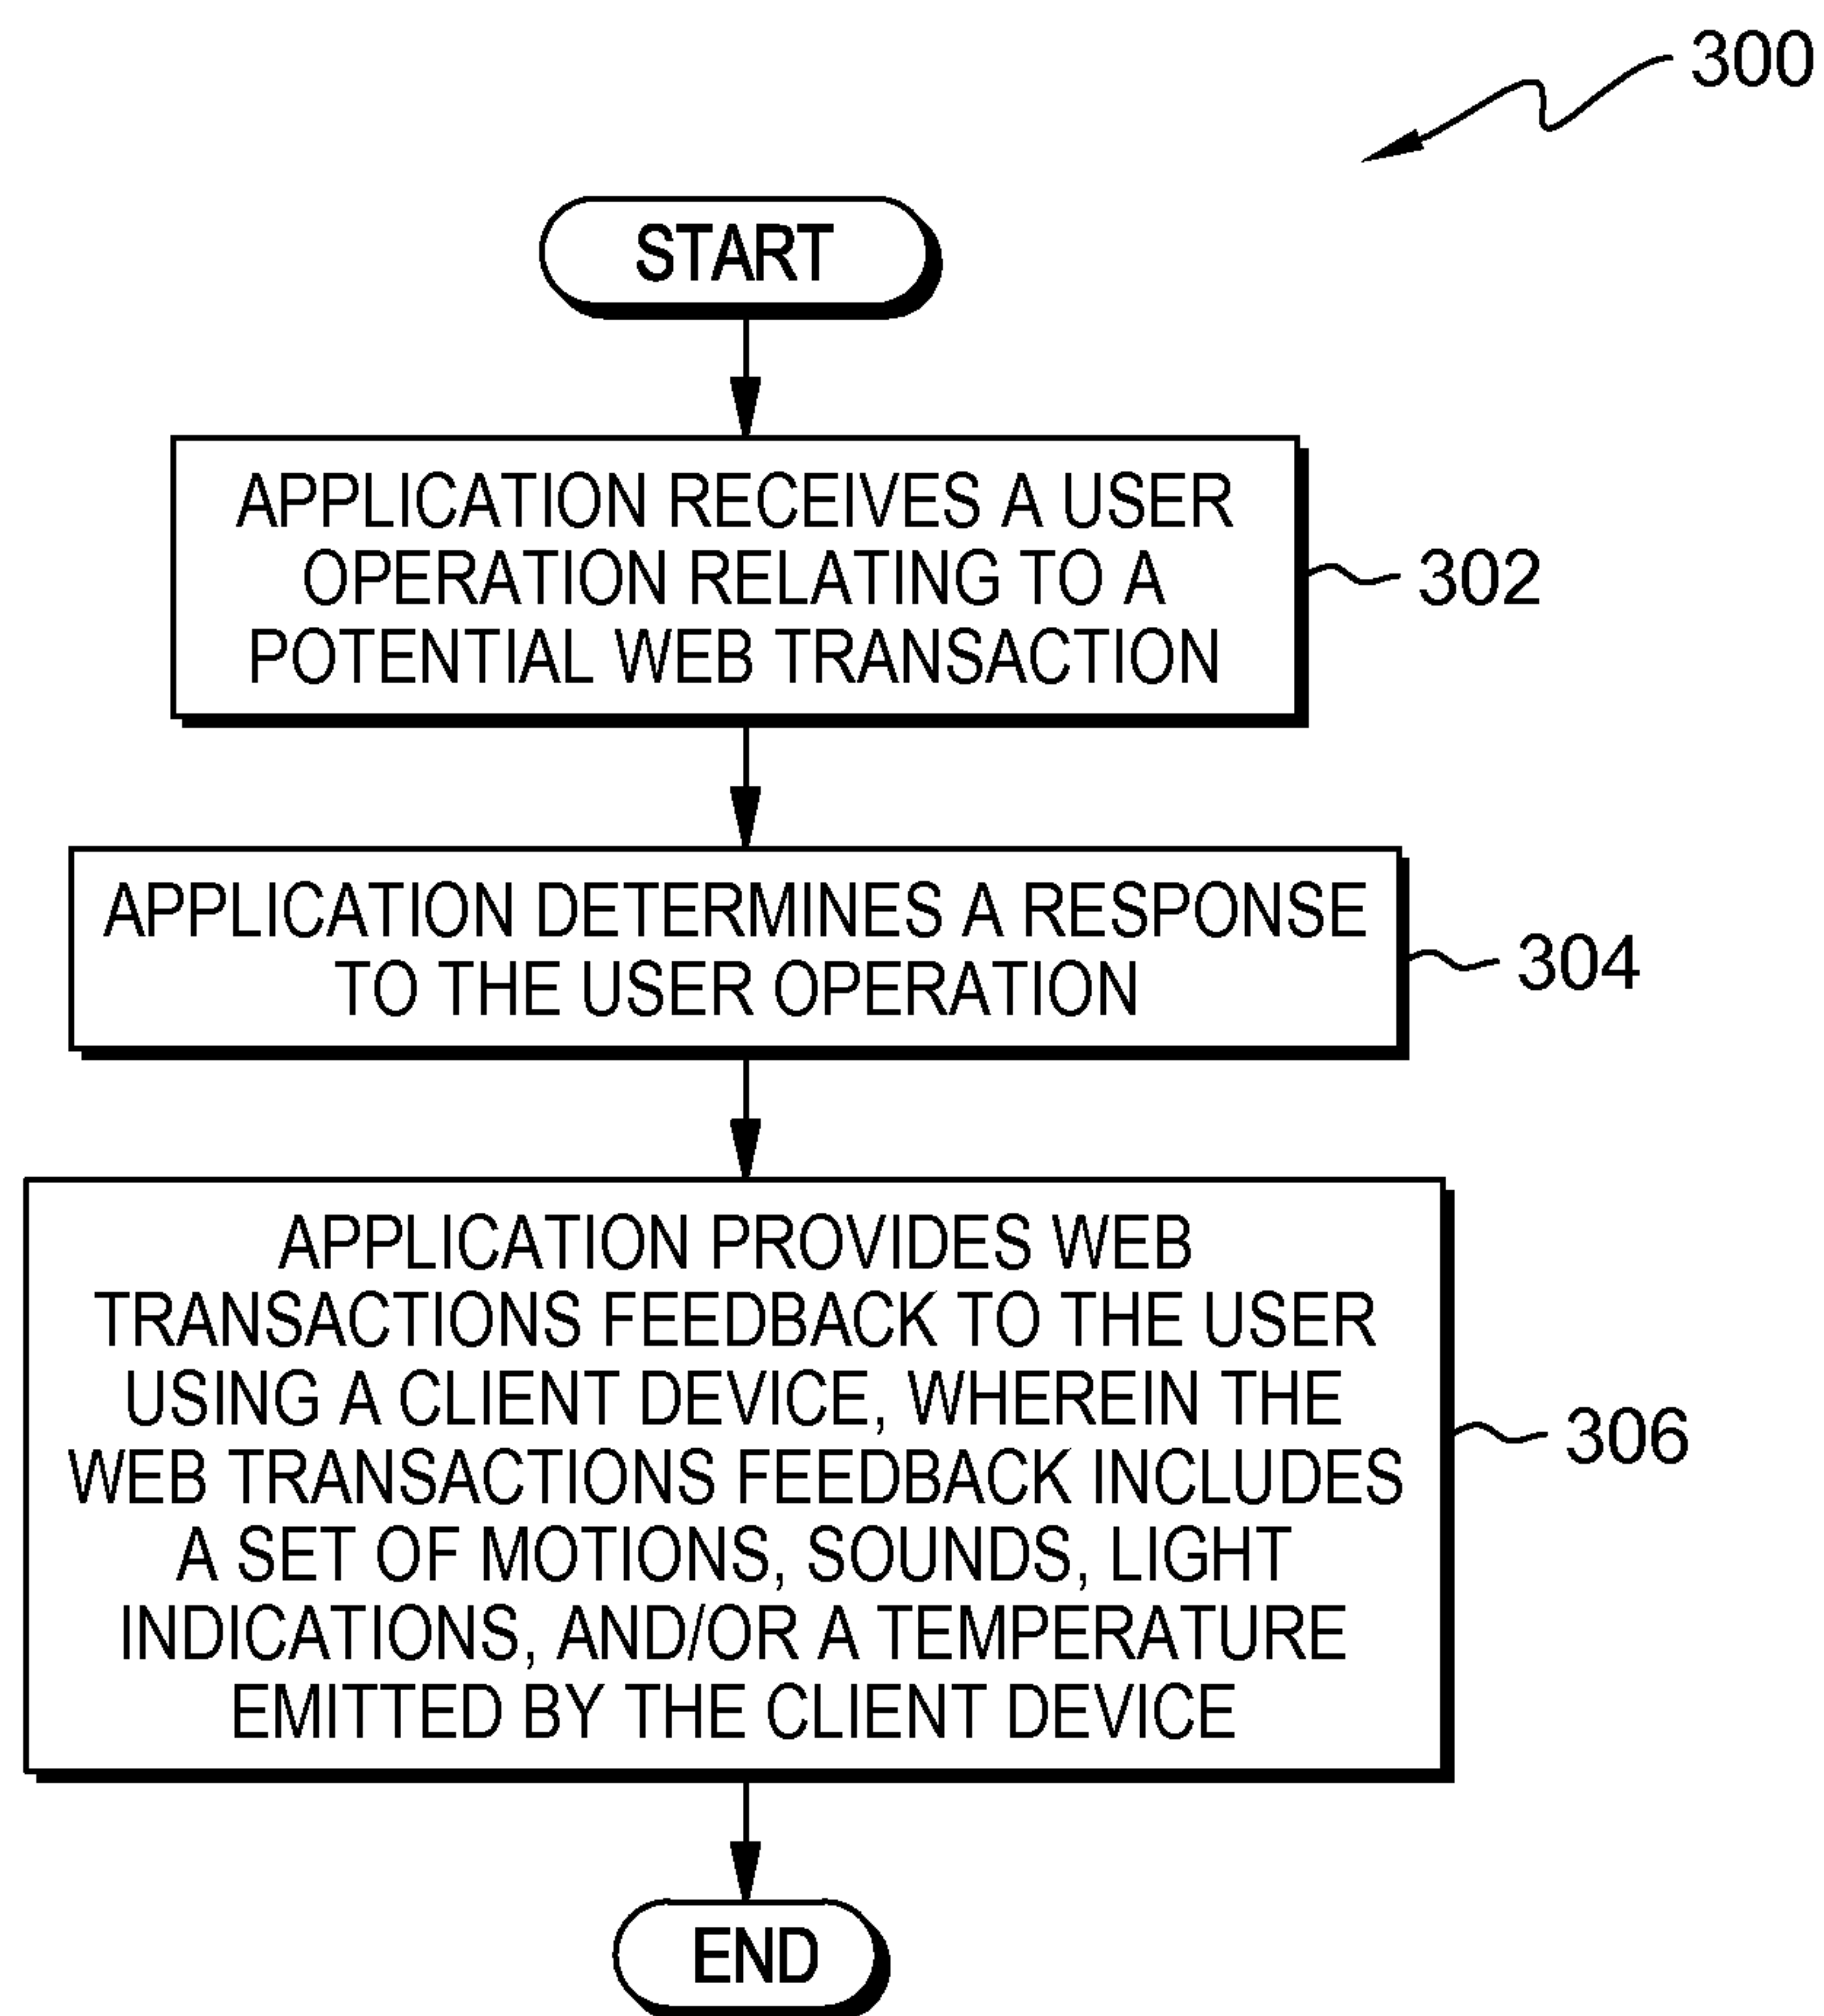 300
START
APPLICATION RECEIVES A USER
OPERATION RELATING TO A
POTENTIAL WEB TRANSACTION
302
APPLICATION DETERMINES A RESPONSE
TO THE USER OPERATION
304
APPLICATION PROVIDES WEB
TRANSACTIONS FEEDBACK TO THE USER
USING A CLIENT DEVICE, WHEREIN THE
WEB TRANSACTIONS FEEDBACK INCLUDES
A SET OF MOTIONS, SOUNDS, LIGHT
INDICATIONS, AND/OR A TEMPERATURE
EMITTED BY THE CLIENT DEVICE
306
END